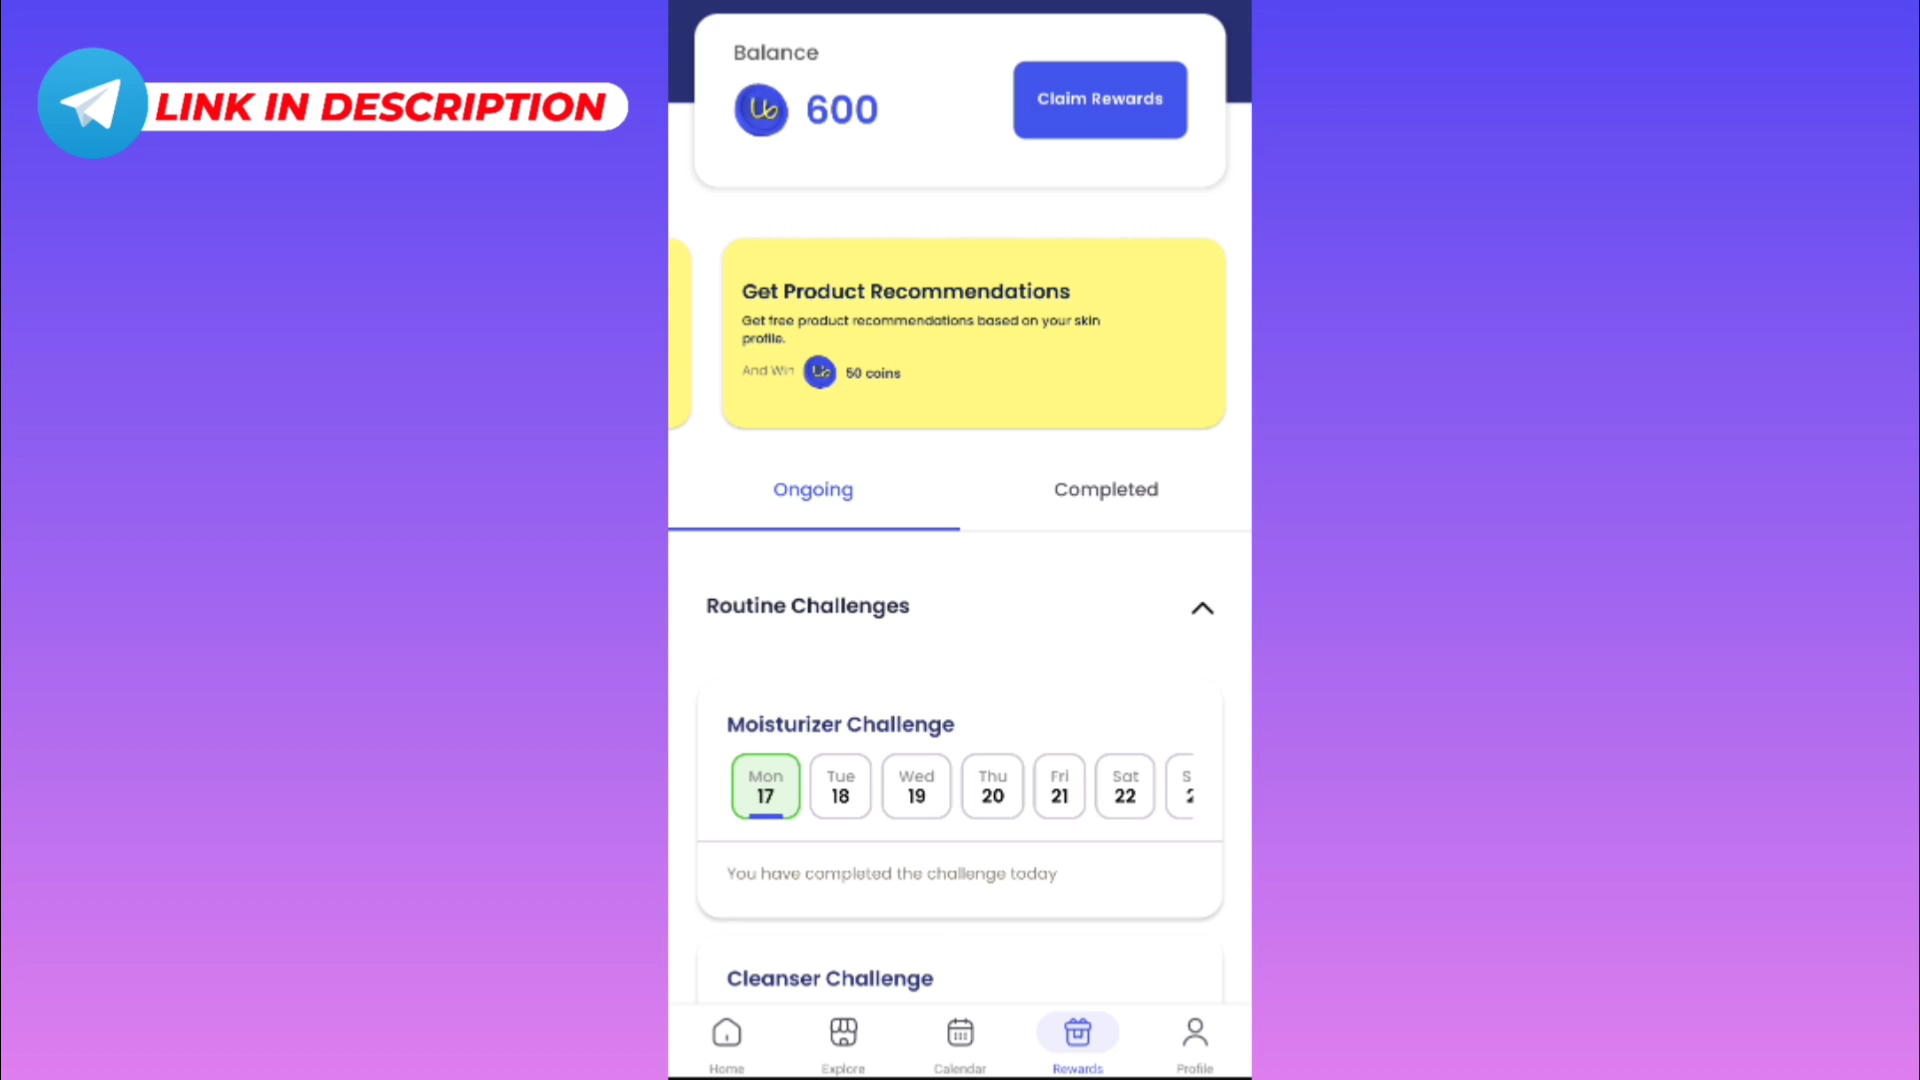 LINK IN DESCRIPTION
Balance
600
Claim Rewards
Get Product Recommendations
Get free product recommendations based on your skin
profile.
And Win 50 coins
Ongoing Completed
Routine Challenges
Moisturizer Challenge
Mon Tue Wed Thu Fri Sat S
17 18 19 20 21 22 2
You have completed the challenge today
Cleanser Challenge
Home Explore Calendar Rewards Profile